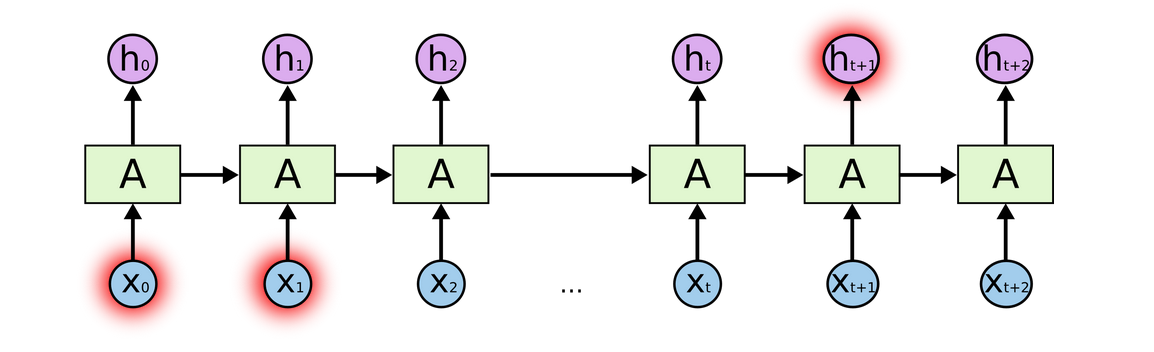 h₀ h₁ h₂ hₜ hₜ₊₁ hₜ₊₂
A A A A A A
x₀ x₁ x₂ ... xₜ xₜ₊₁ xₜ₊₂